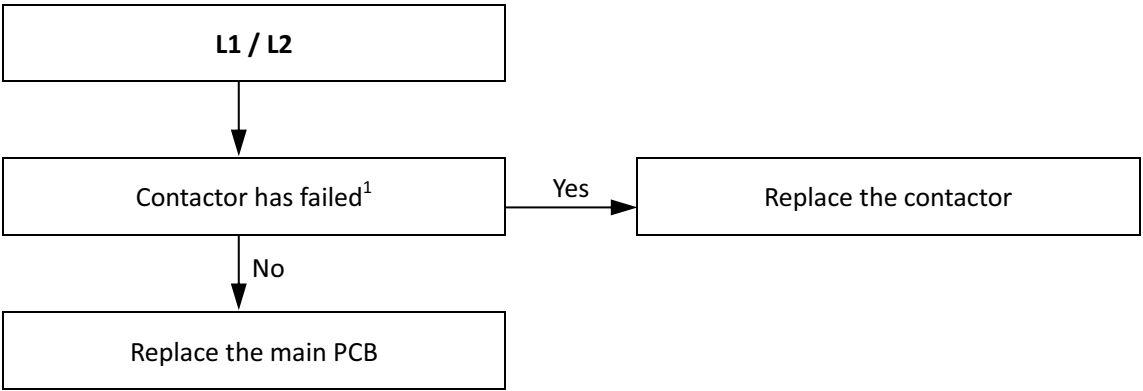 L1 / L2
Contactor has failed¹
Yes
Replace the contactor
No
Replace the main PCB